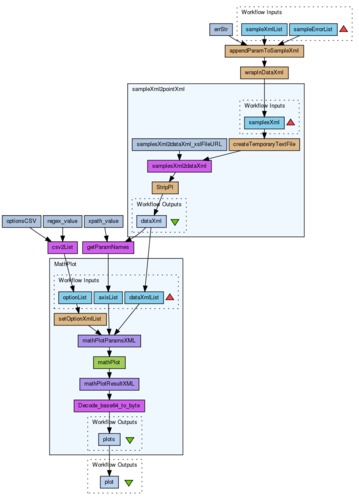 Workflow Inputs
errStr
sampleXmlList
sampleErrorList
appendParamToSampleXml
wrapInDataXml
sampleXml2pointXml
Workflow Inputs
samplesXml
samplesXml2dataXml_xslFileURL
createTemporaryTextFile
samplesXml2dataXml
StripPI
Workflow Outputs
optionsCSV
regex_value
xpath_value
dataXml
csv2List
getParamNames
MathPlot
Workflow Inputs
optionList
axisList
dataXmlList
setOptionXmlList
mathPlotParamsXML
mathPlot
mathPlotResultXML
Decode_base64_to_byte
Workflow Outputs
plots
Workflow Outputs
plot